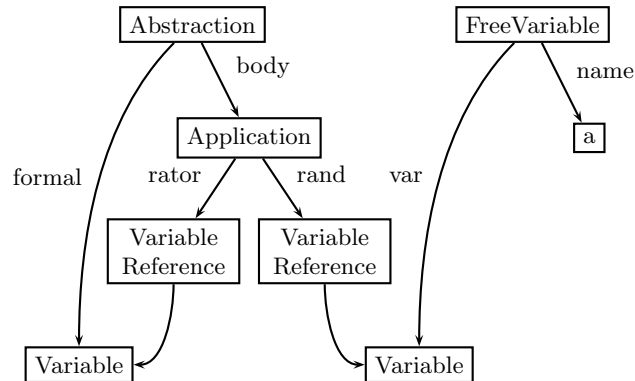 Abstraction
FreeVariable
body
name
Application
a
formal
rator
rand
var
Variable
Reference
Variable
Reference
Variable
Variable